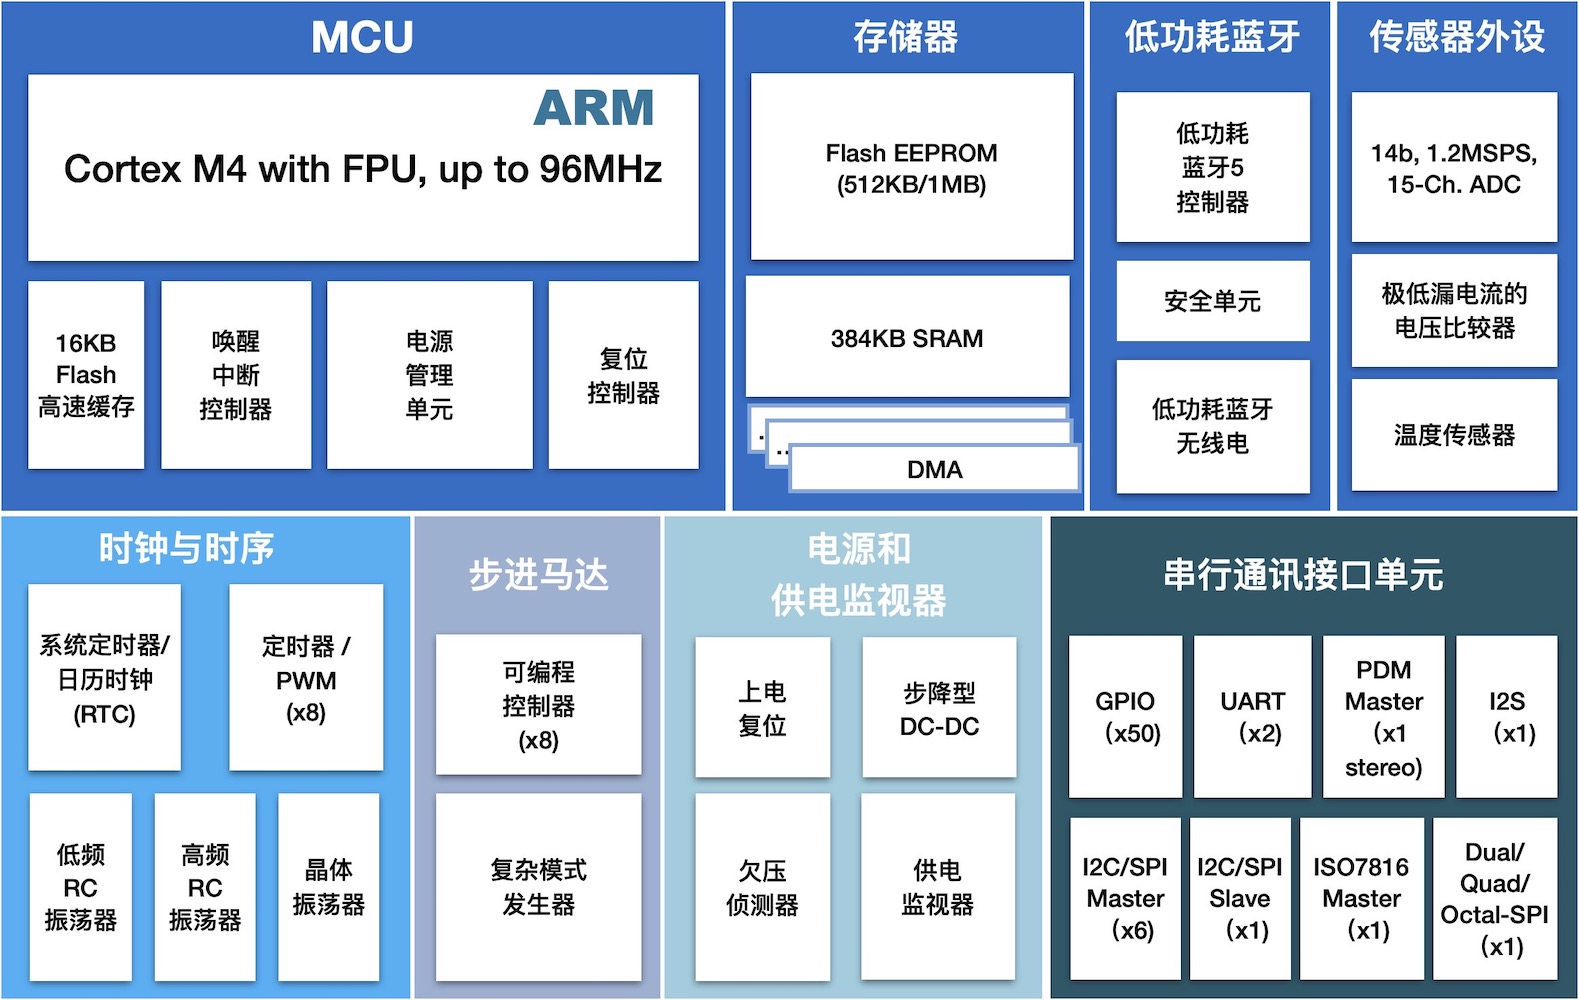 MCU
ARM
Cortex M4 with FPU, up to 96MHz
16KB
Flash
高速缓存
唤醒
中断
控制器
电源
管理
单元
复位
控制器
存储器
Flash EEPROM
(512KB/1MB)
384KB SRAM
.
..
DMA
低功耗蓝牙
低功耗
蓝牙5
控制器
安全单元
低功耗蓝牙
无线电
传感器外设
14b, 1.2MSPS,
15-Ch. ADC
极低漏电流的
电压比较器
温度传感器
时钟与时序
系统定时器/
日历时钟
(RTC)
定时器 /
PWM
(x8)
低频
RC
振荡器
高频
RC
振荡器
晶体
振荡器
步进马达
可编程
控制器
(x8)
复杂模式
发生器
电源和
供电监视器
上电
复位
步降型
DC-DC
欠压
侦测器
供电
监视器
串行通讯接口单元
GPIO
（x50)
UART
（x2)
PDM
Master
（x1
stereo)
I2S
（x1)
I2C/SPI
Master
（x6)
I2C/SPI
Slave
（x1)
ISO7816
Master
（x1)
Dual/
Quad/
Octal-SPI
（x1)